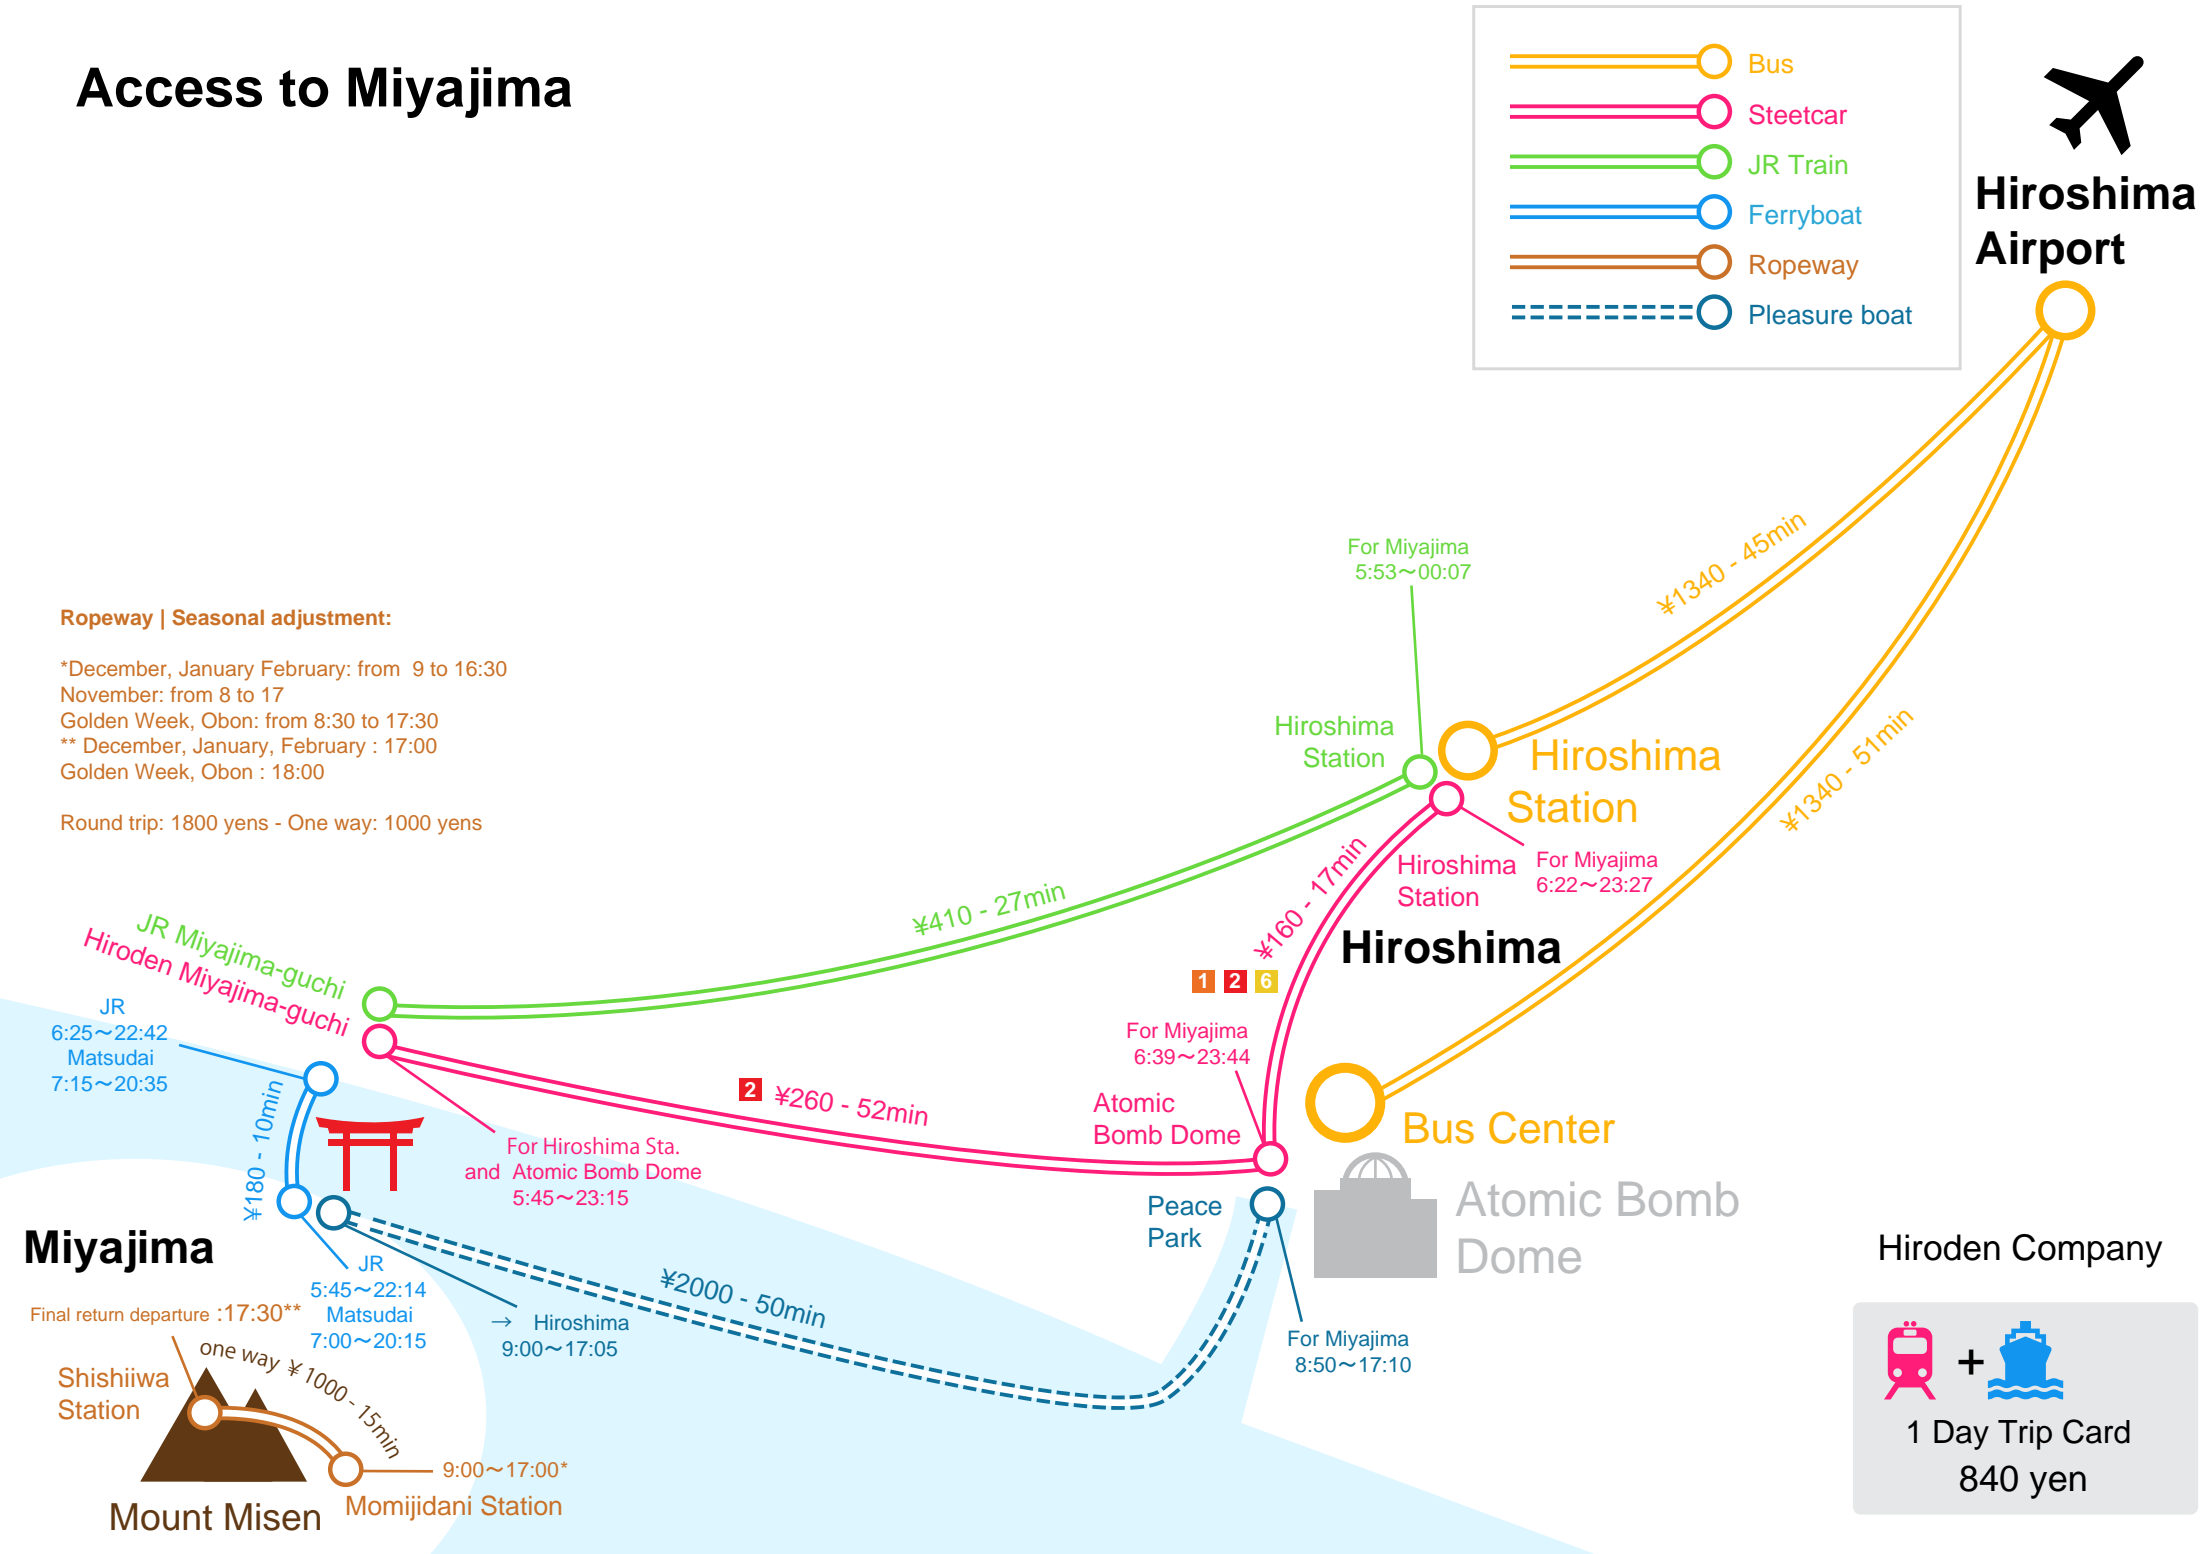 Access to Miyajima
Bus
Steetcar
JR Train
Ferryboat
Ropeway
Pleasure boat
Hiroshima
Airport
¥1340 - 45min
¥1340 - 51min
For Miyajima
5:53〜00:07
Hiroshima
Station
Hiroshima
Station
Hiroshima
Station
For Miyajima
6:22〜23:27
Ropeway | Seasonal adjustment:
*December, January February: from 9 to 16:30
November: from 8 to 17
Golden Week, Obon: from 8:30 to 17:30
** December, January, February : 17:00
Golden Week, Obon : 18:00
Round trip: 1800 yens - One way: 1000 yens
¥410 - 27min
¥160 - 17min
1 2 6
Hiroshima
JR Miyajima-guchi
Hiroden Miyajima-guchi
JR
6:25〜22:42
Matsudai
7:15〜20:35
¥180 - 10min
For Miyajima
6:39〜23:44
Atomic
Bomb Dome
2 ¥260 - 52min
For Hiroshima Sta.
and Atomic Bomb Dome
5:45〜23:15
Bus Center
Atomic Bomb
Dome
Peace
Park
For Miyajima
8:50〜17:10
¥2000 - 50min
→ Hiroshima
9:00〜17:05
Miyajima
JR
5:45〜22:14
Matsudai
7:00〜20:15
Final return departure :17:30**
one way ¥1000 - 15min
Shishiiwa
Station
9:00〜17:00*
Momijidani Station
Mount Misen
Hiroden Company
+
1 Day Trip Card
840 yen